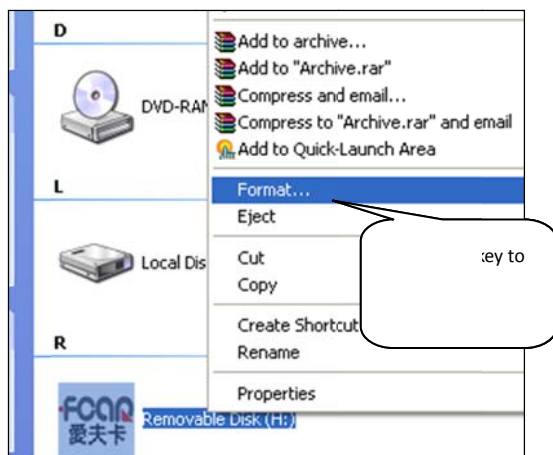 D
DVD-RAM
L
Local Dis
R
FCAR
愛夫卡
Removable Disk (H:)
Add to archive...
Add to "Archive.rar"
Compress and email...
Compress to "Archive.rar" and email
Add to Quick-Launch Area
Format...
Eject
Cut
Copy
Create Shortcut
Rename
Properties
key to